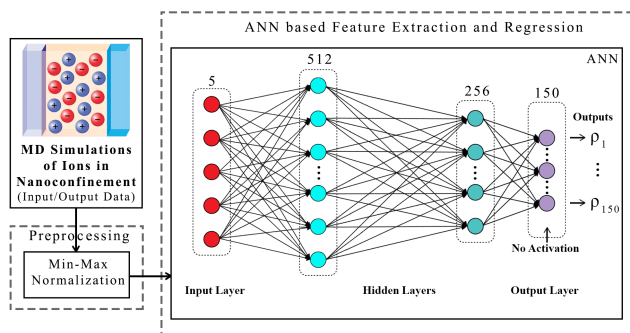 ANN based Feature Extraction and Regression
ANN
MD Simulations
of Ions in
Nanoconfinement
(Input/Output Data)
Preprocessing
Min-Max
Normalization
5
512
256
150
Outputs
ρ1
ρ150
No Activation
Input Layer
Hidden Layers
Output Layer